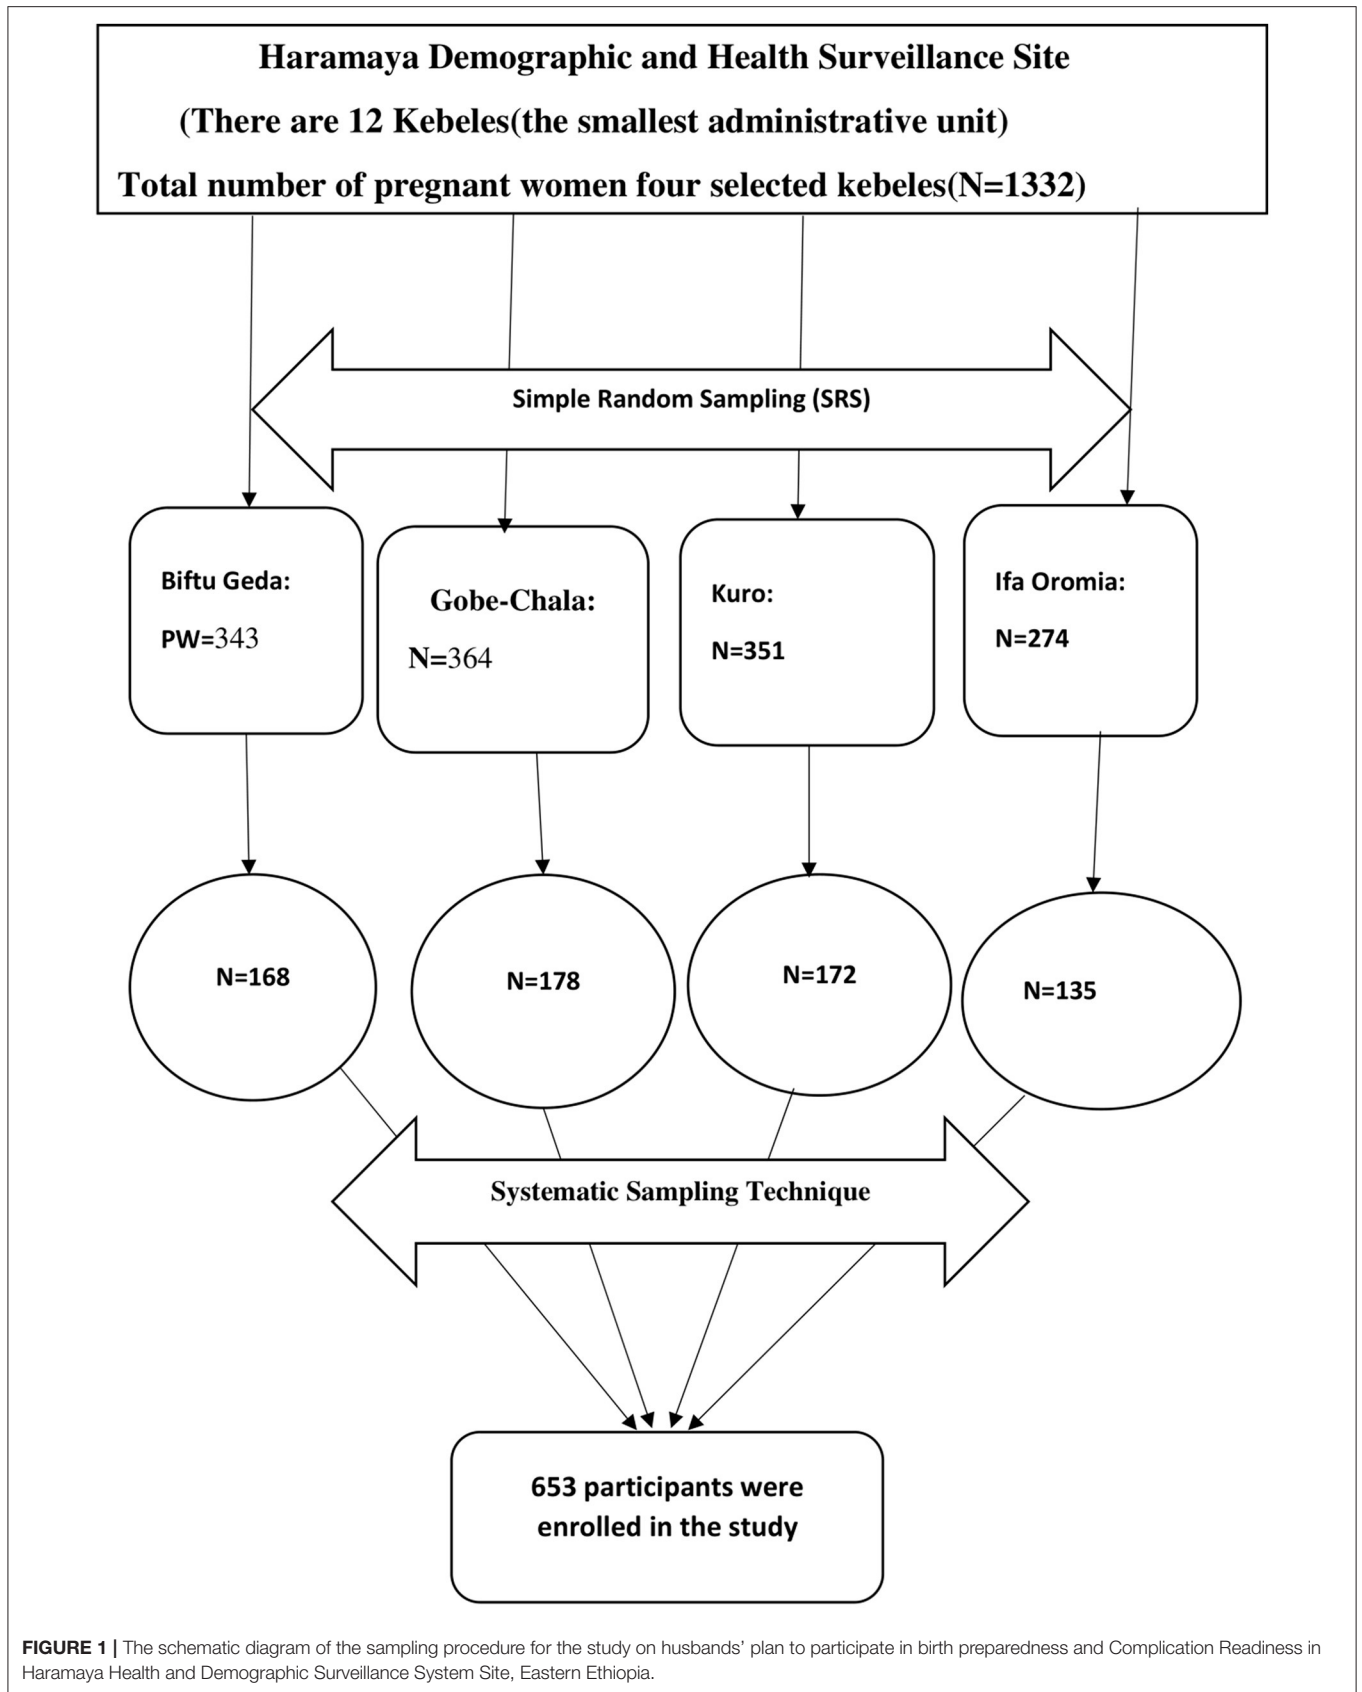 Haramaya Demographic and Health Surveillance Site
(There are 12 Kebeles(the smallest administrative unit)
Total number of pregnant women four selected kebeles(N=1332)
Simple Random Sampling (SRS)
Biftu Geda:
PW=343
Gobe-Chala:
N=364
Kuro:
N=351
Ifa Oromia:
N=274
N=168
N=178
N=172
N=135
Systematic Sampling Technique
653 participants were
enrolled in the study
FIGURE 1 | The schematic diagram of the sampling procedure for the study on husbands' plan to participate in birth preparedness and Complication Readiness in
Haramaya Health and Demographic Surveillance System Site, Eastern Ethiopia.